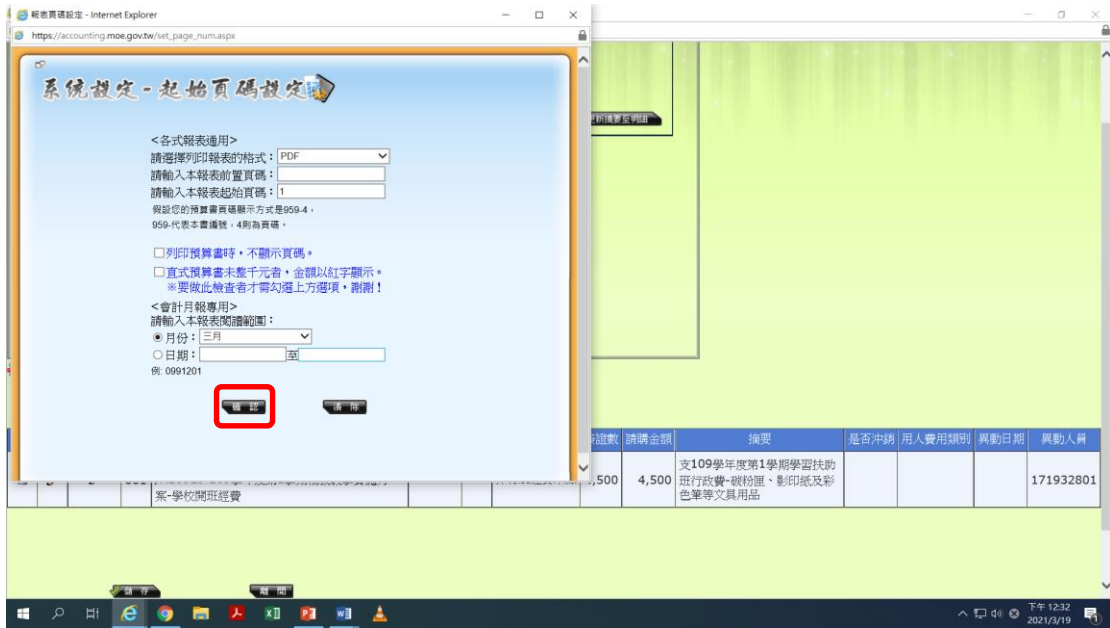 報表頁碼設定 - Internet Explorer
https://accounting.moe.gov.tw/set_page_num.aspx
系統設定-起始頁碼設定
<各式報表通用>
請選擇列印報表的格式：PDF
請輸入本報表前置頁碼：
請輸入本報表起始頁碼：1
假設您的預算書頁碼顯示方式是959-4，
959-代表本書編號，4則為頁碼。
列印預算書時，不顯示頁碼。
直式預算書未整千元者，金額以紅字顯示。
※要做此檢查者才需勾選上方選項，謝謝！
<會計月報專用>
請輸入本報表閱讀範圍：
月份：三月
日期： 至
例: 0991201
確 認 清 除
至明細
證數 請購金額 摘要 是否沖銷 用人費用類別 異動日期 異動人員
,500 4,500 支109學年度第1學期學習扶助
班行政費-碳粉匣、影印紙及彩
色筆等文具用品
171932801
案-學校開班經費
儲 存 離 開
下午 12:32
2021/3/19